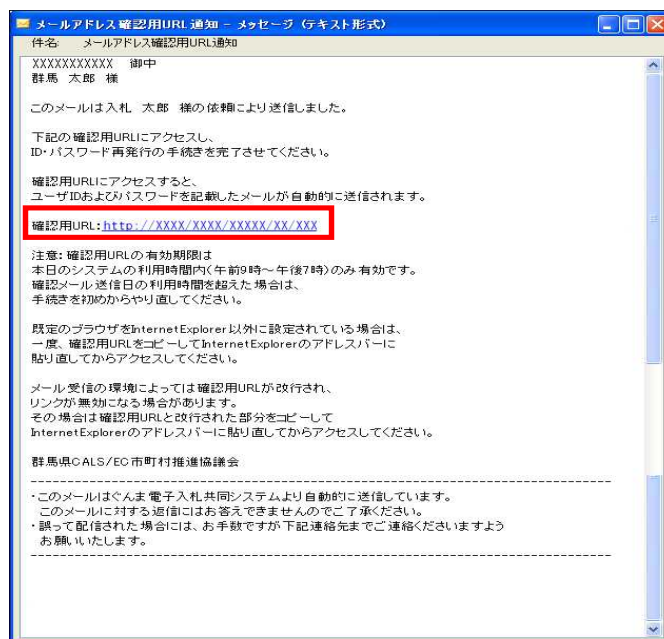 メールアドレス確認用URL通知 - メッセージ (テキスト形式)
件名: メールアドレス確認用URL通知
XXXXXXXXXXX 御中
群馬 太郎 様
このメールは入札 太郎 様の依頼により送信しました。
下記の確認用URLにアクセスし、
ID・パスワード再発行の手続きを完了させてください。
確認用URLにアクセスすると、
ユーザIDおよびパスワードを記載したメールが自動的に送信されます。
確認用URL:http://XXXX/XXXX/XXXXX/XX/XXX
注意:確認用URLの有効期限は
本日のシステムの利用時間内(午前9時～午後7時)のみ有効です。
確認メール送信日の利用時間を超えた場合は、
手続きを初めからやり直してください。
既定のブラウザをInternetExplorer以外に設定されている場合は、
一度、確認用URLをコピーしてInternetExplorerのアドレスバーに
貼り直してからアクセスしてください。
メール受信の環境によっては確認用URLが改行され、
リンクが無効になる場合があります。
その場合は確認用URLと改行された部分をコピーして
InternetExplorerのアドレスバーに貼り直してからアクセスしてください。
群馬県CALS/EC市町村推進協議会
・このメールはぐんま電子入札共同システムより自動的に送信しています。
このメールに対する返信にはお答えできませんのでご了承ください。
・誤って配信された場合には、お手数ですが下記連絡先までご連絡くださいますよう
お願いいたします。